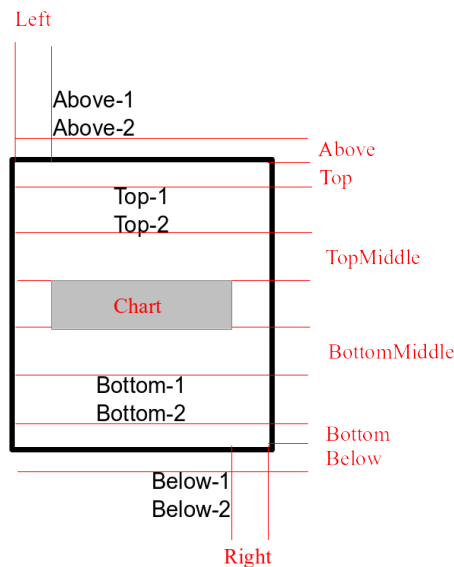 Left
Above-1
Above-2
Above
Top
Top-1
Top-2
TopMiddle
Chart
BottomMiddle
Bottom-1
Bottom-2
Bottom
Below
Below-1
Below-2
Right